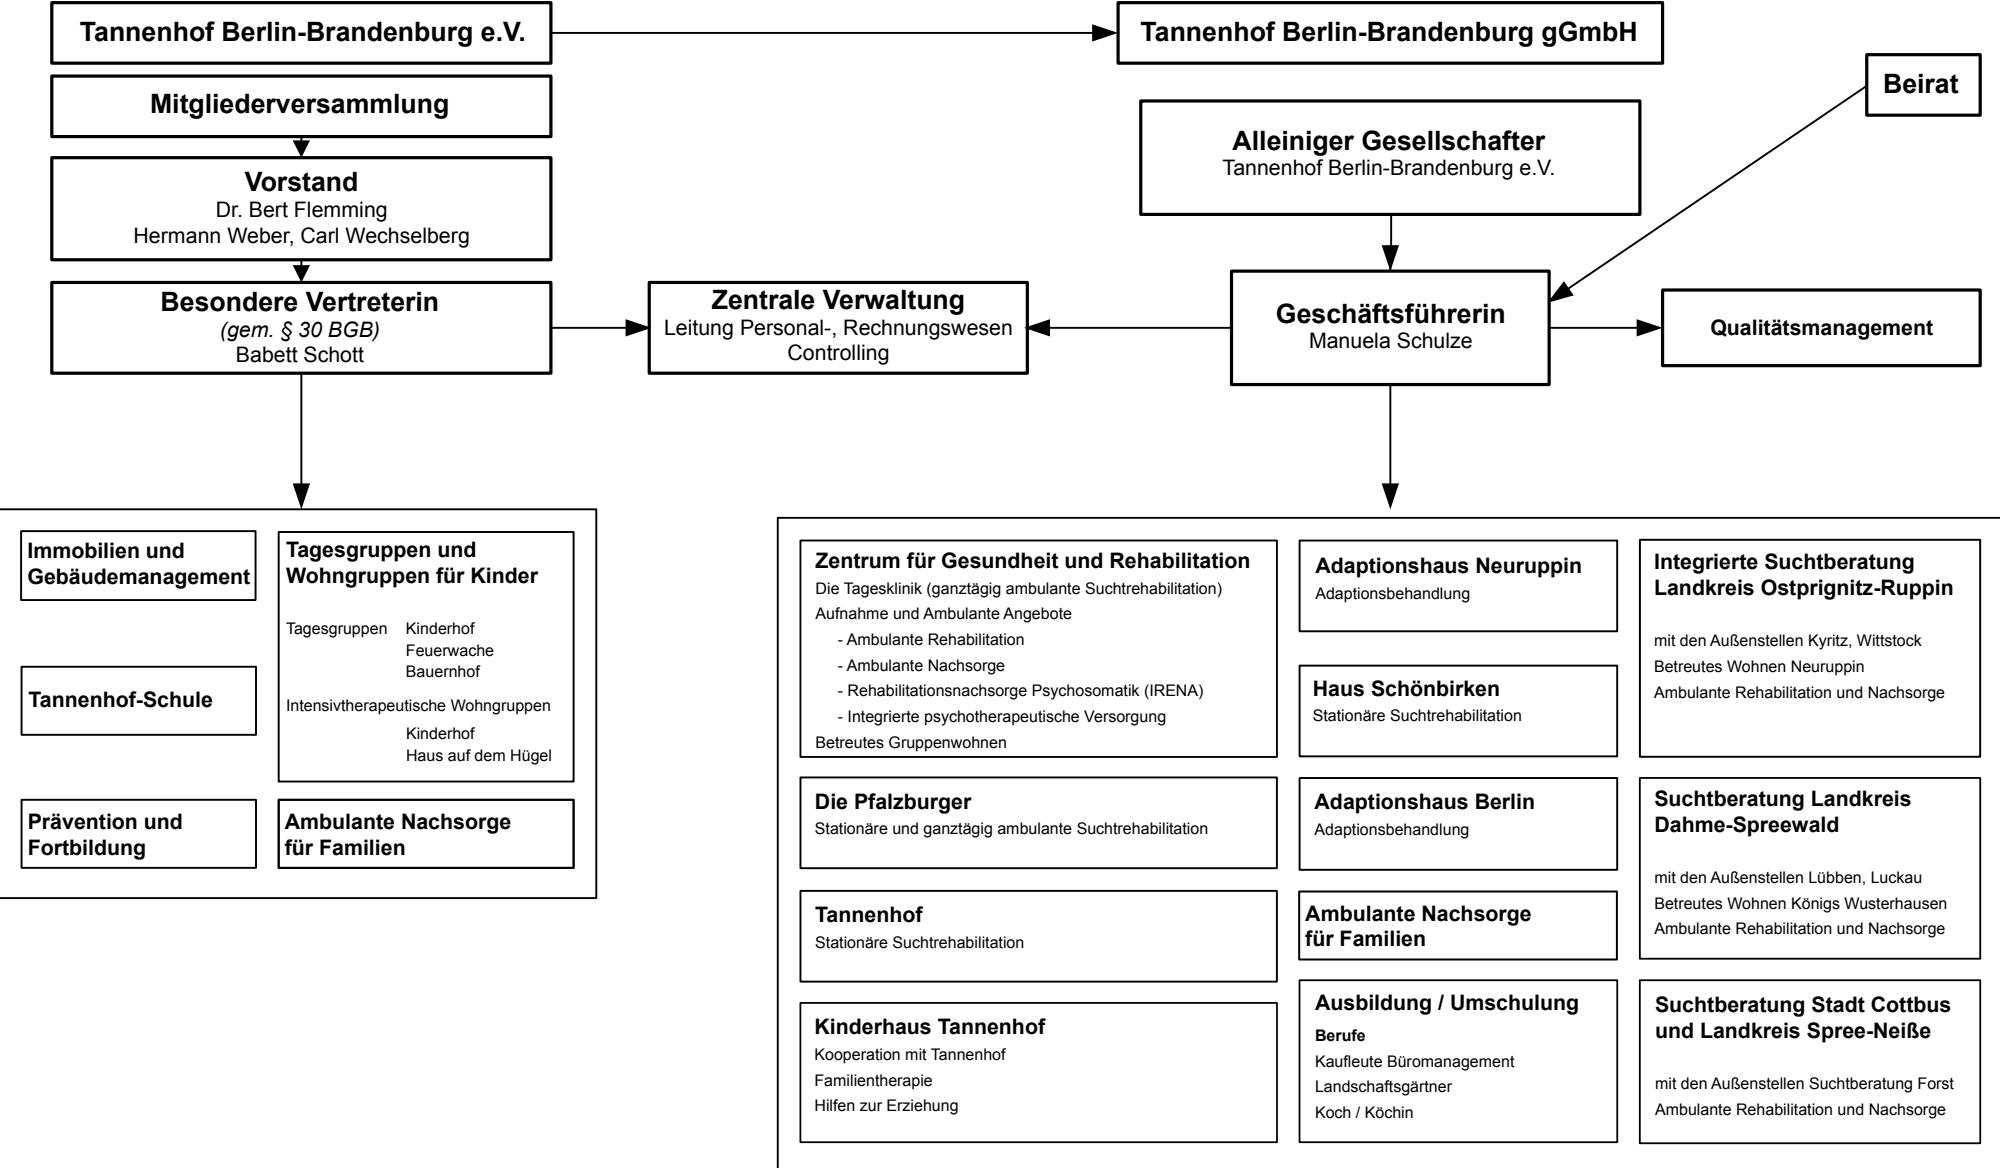 Tannenhof Berlin-Brandenburg e.V.
Tannenhof Berlin-Brandenburg gGmbH
Mitgliederversammlung
Beirat
Vorstand
Dr. Bert Flemming
Hermann Weber, Carl Wechselberg
Alleiniger Gesellschafter
Tannenhof Berlin-Brandenburg e.V.
Besondere Vertreterin
(gem. § 30 BGB)
Babett Schott
Zentrale Verwaltung
Leitung Personal-, Rechnungswesen
Controlling
Geschäftsführerin
Manuela Schulze
Qualitätsmanagement
Immobilien und
Gebäudemanagement
Tannenhof-Schule
Prävention und
Fortbildung
Tagesgruppen und
Wohngruppen für Kinder
Tagesgruppen Kinderhof
Feuerwache
Bauernhof
Intensivtherapeutische Wohngruppen
Kinderhof
Haus auf dem Hügel
Ambulante Nachsorge
für Familien
Zentrum für Gesundheit und Rehabilitation
Die Tagesklinik (ganztägig ambulante Suchtrehabilitation)
Aufnahme und Ambulante Angebote
- Ambulante Rehabilitation
- Ambulante Nachsorge
- Rehabilitationsnachsorge Psychosomatik (IRENA)
- Integrierte psychotherapeutische Versorgung
Betreutes Gruppenwohnen
Die Pfalzburger
Stationäre und ganztägig ambulante Suchtrehabilitation
Tannenhof
Stationäre Suchtrehabilitation
Kinderhaus Tannenhof
Kooperation mit Tannenhof
Familientherapie
Hilfen zur Erziehung
Adaptionshaus Neuruppin
Adaptionsbehandlung
Haus Schönbirken
Stationäre Suchtrehabilitation
Adaptionshaus Berlin
Adaptionsbehandlung
Ambulante Nachsorge
für Familien
Ausbildung / Umschulung
Berufe
Kaufleute Büromanagement
Landschaftsgärtner
Koch / Köchin
Integrierte Suchtberatung
Landkreis Ostprignitz-Ruppin
mit den Außenstellen Kyritz, Wittstock
Betreutes Wohnen Neuruppin
Ambulante Rehabilitation und Nachsorge
Suchtberatung Landkreis
Dahme-Spreewald
mit den Außenstellen Lübben, Luckau
Betreutes Wohnen Königs Wusterhausen
Ambulante Rehabilitation und Nachsorge
Suchtberatung Stadt Cottbus
und Landkreis Spree-Neiße
mit den Außenstellen Suchtberatung Forst
Ambulante Rehabilitation und Nachsorge